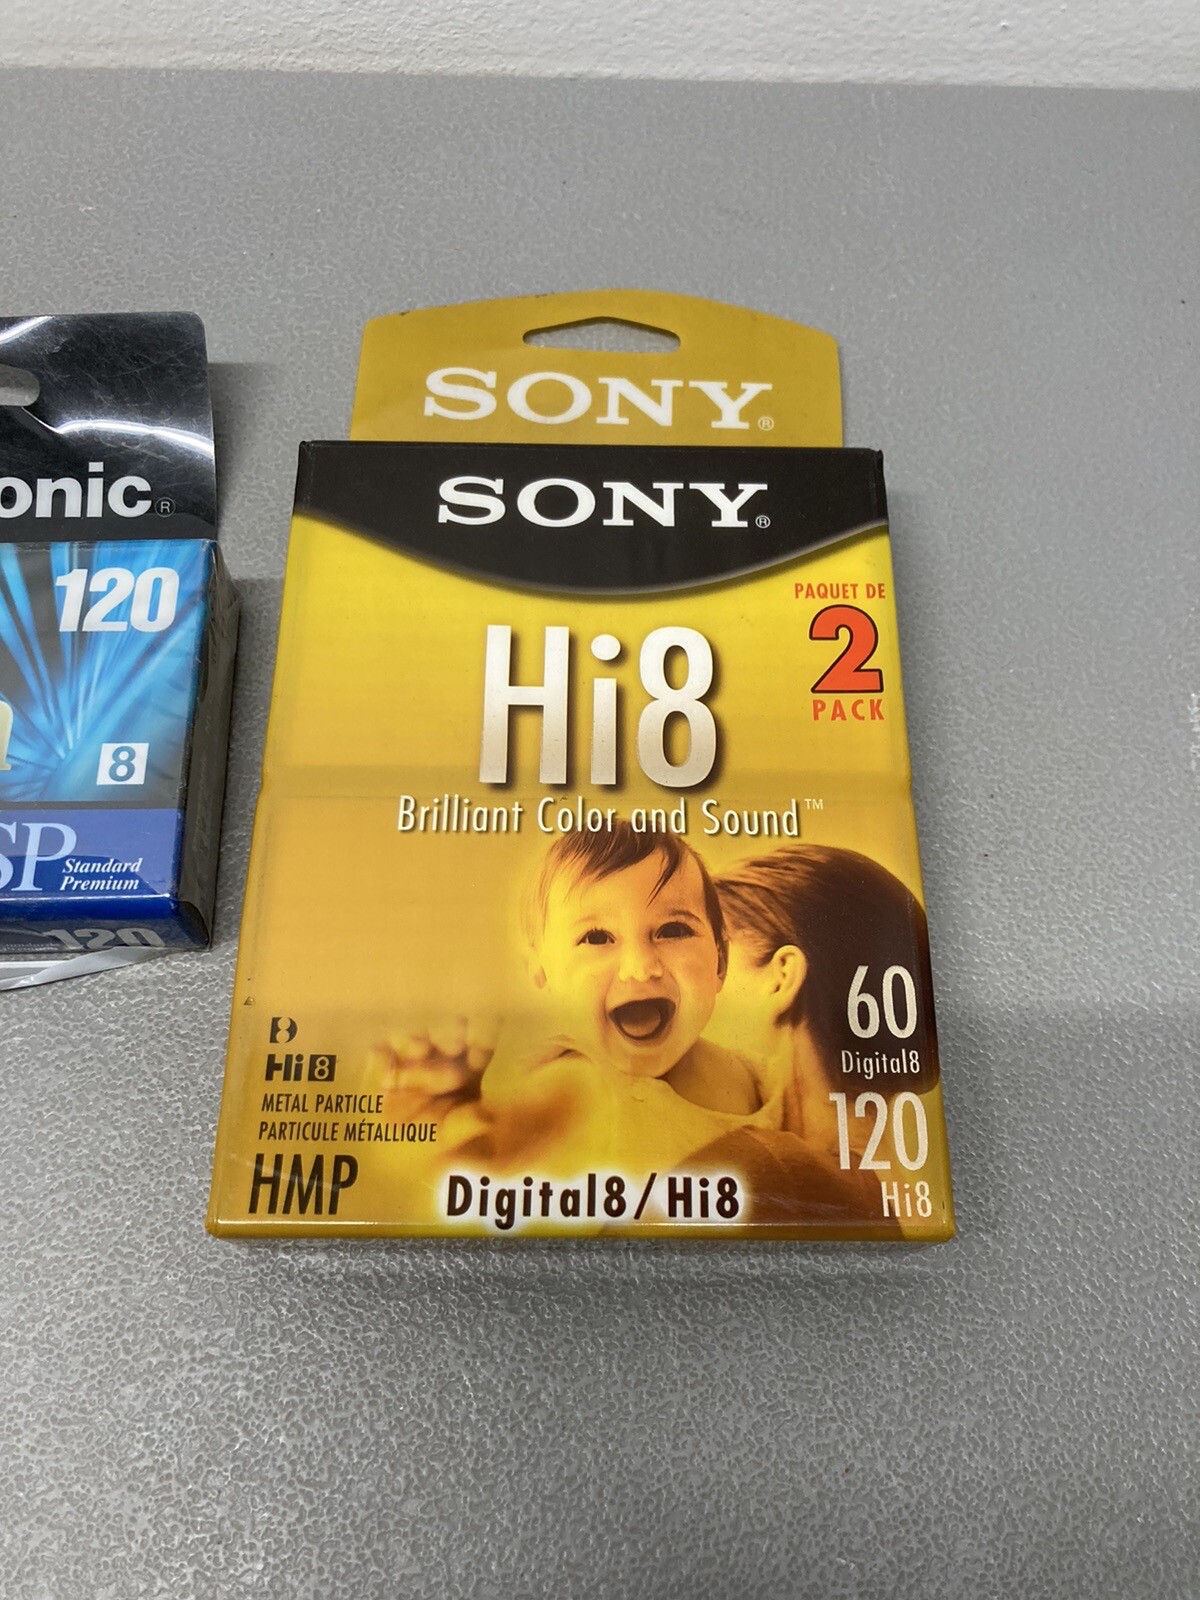 SONY®
SONY®
PAQUET DE
2
PACK
Hi8
Brilliant Color and Sound™
60
Digital8
120
Hi8
8
Hi8
METAL PARTICLE
PARTICULE MÉTALLIQUE
HMP
Digital8/Hi8
onic®
120
8
SP Standard
Premium
120